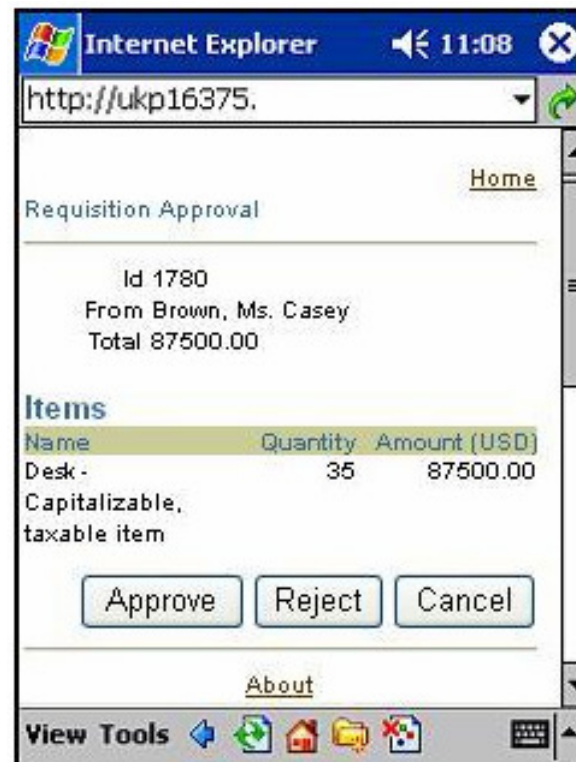 Internet Explorer 11:08
http://ukp16375.
Home
Requisition Approval
Id 1780
From Brown, Ms. Casey
Total 87500.00
Items
Name Quantity Amount (USD)
Desk - 35 87500.00
Capitalizable,
taxable item
Approve Reject Cancel
About
View Tools